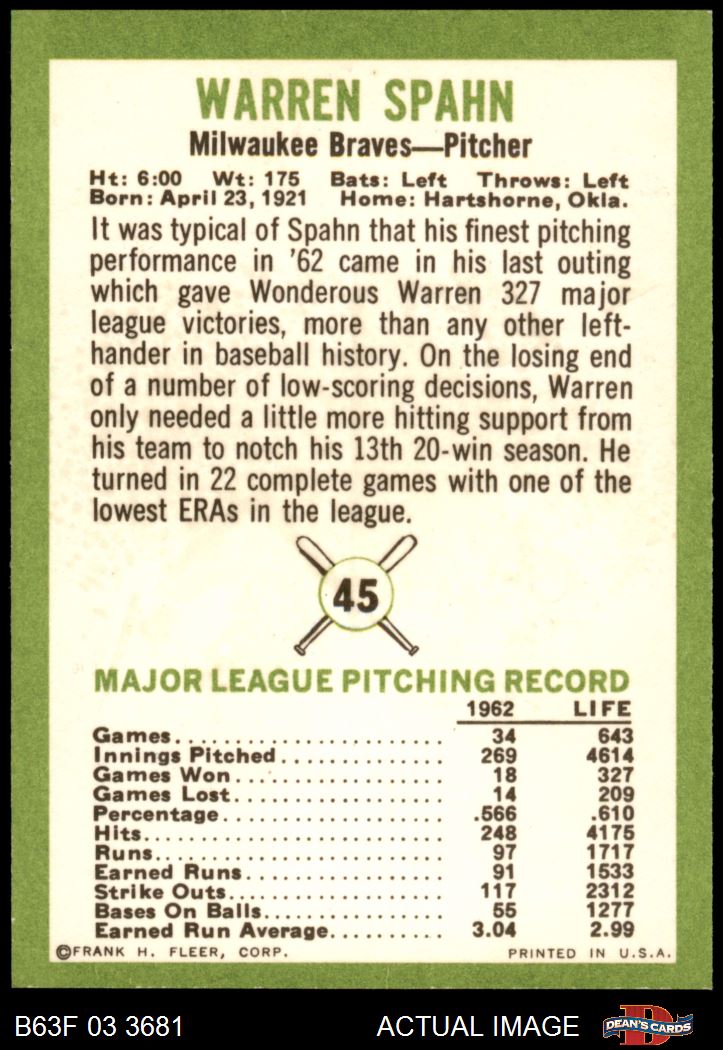 WARREN SPAHN
Milwaukee Braves—Pitcher
Ht: 6:00 Wt: 175 Bats: Left Throws: Left
Born: April 23, 1921 Home: Hartshorne, Okla.
It was typical of Spahn that his finest pitching
performance in '62 came in his last outing
which gave Wonderous Warren 327 major
league victories, more than any other left-
hander in baseball history. On the losing end
of a number of low-scoring decisions, Warren
only needed a little more hitting support from
his team to notch his 13th 20-win season. He
turned in 22 complete games with one of the
lowest ERAs in the league.
45
MAJOR LEAGUE PITCHING RECORD
1962 LIFE
Games........................ 34 643
Innings Pitched.............. 269 4614
Games Won.................. 18 327
Games Lost.................. 14 209
Percentage................... .566 .610
Hits.......................... 248 4175
Runs......................... 97 1717
Earned Runs................. 91 1533
Strike Outs.................. 117 2312
Bases On Balls............... 55 1277
Earned Run Average.......... 3.04 2.99
©FRANK H. FLEER, CORP. PRINTED IN U.S.A.
B63F 03 3681 ACTUAL IMAGE D DEAN'S CARDS